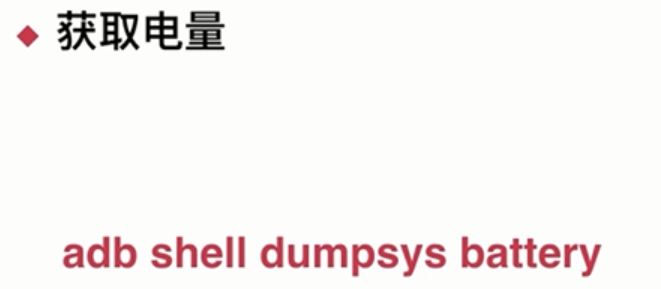 获取电量
adb shell dumpsys battery